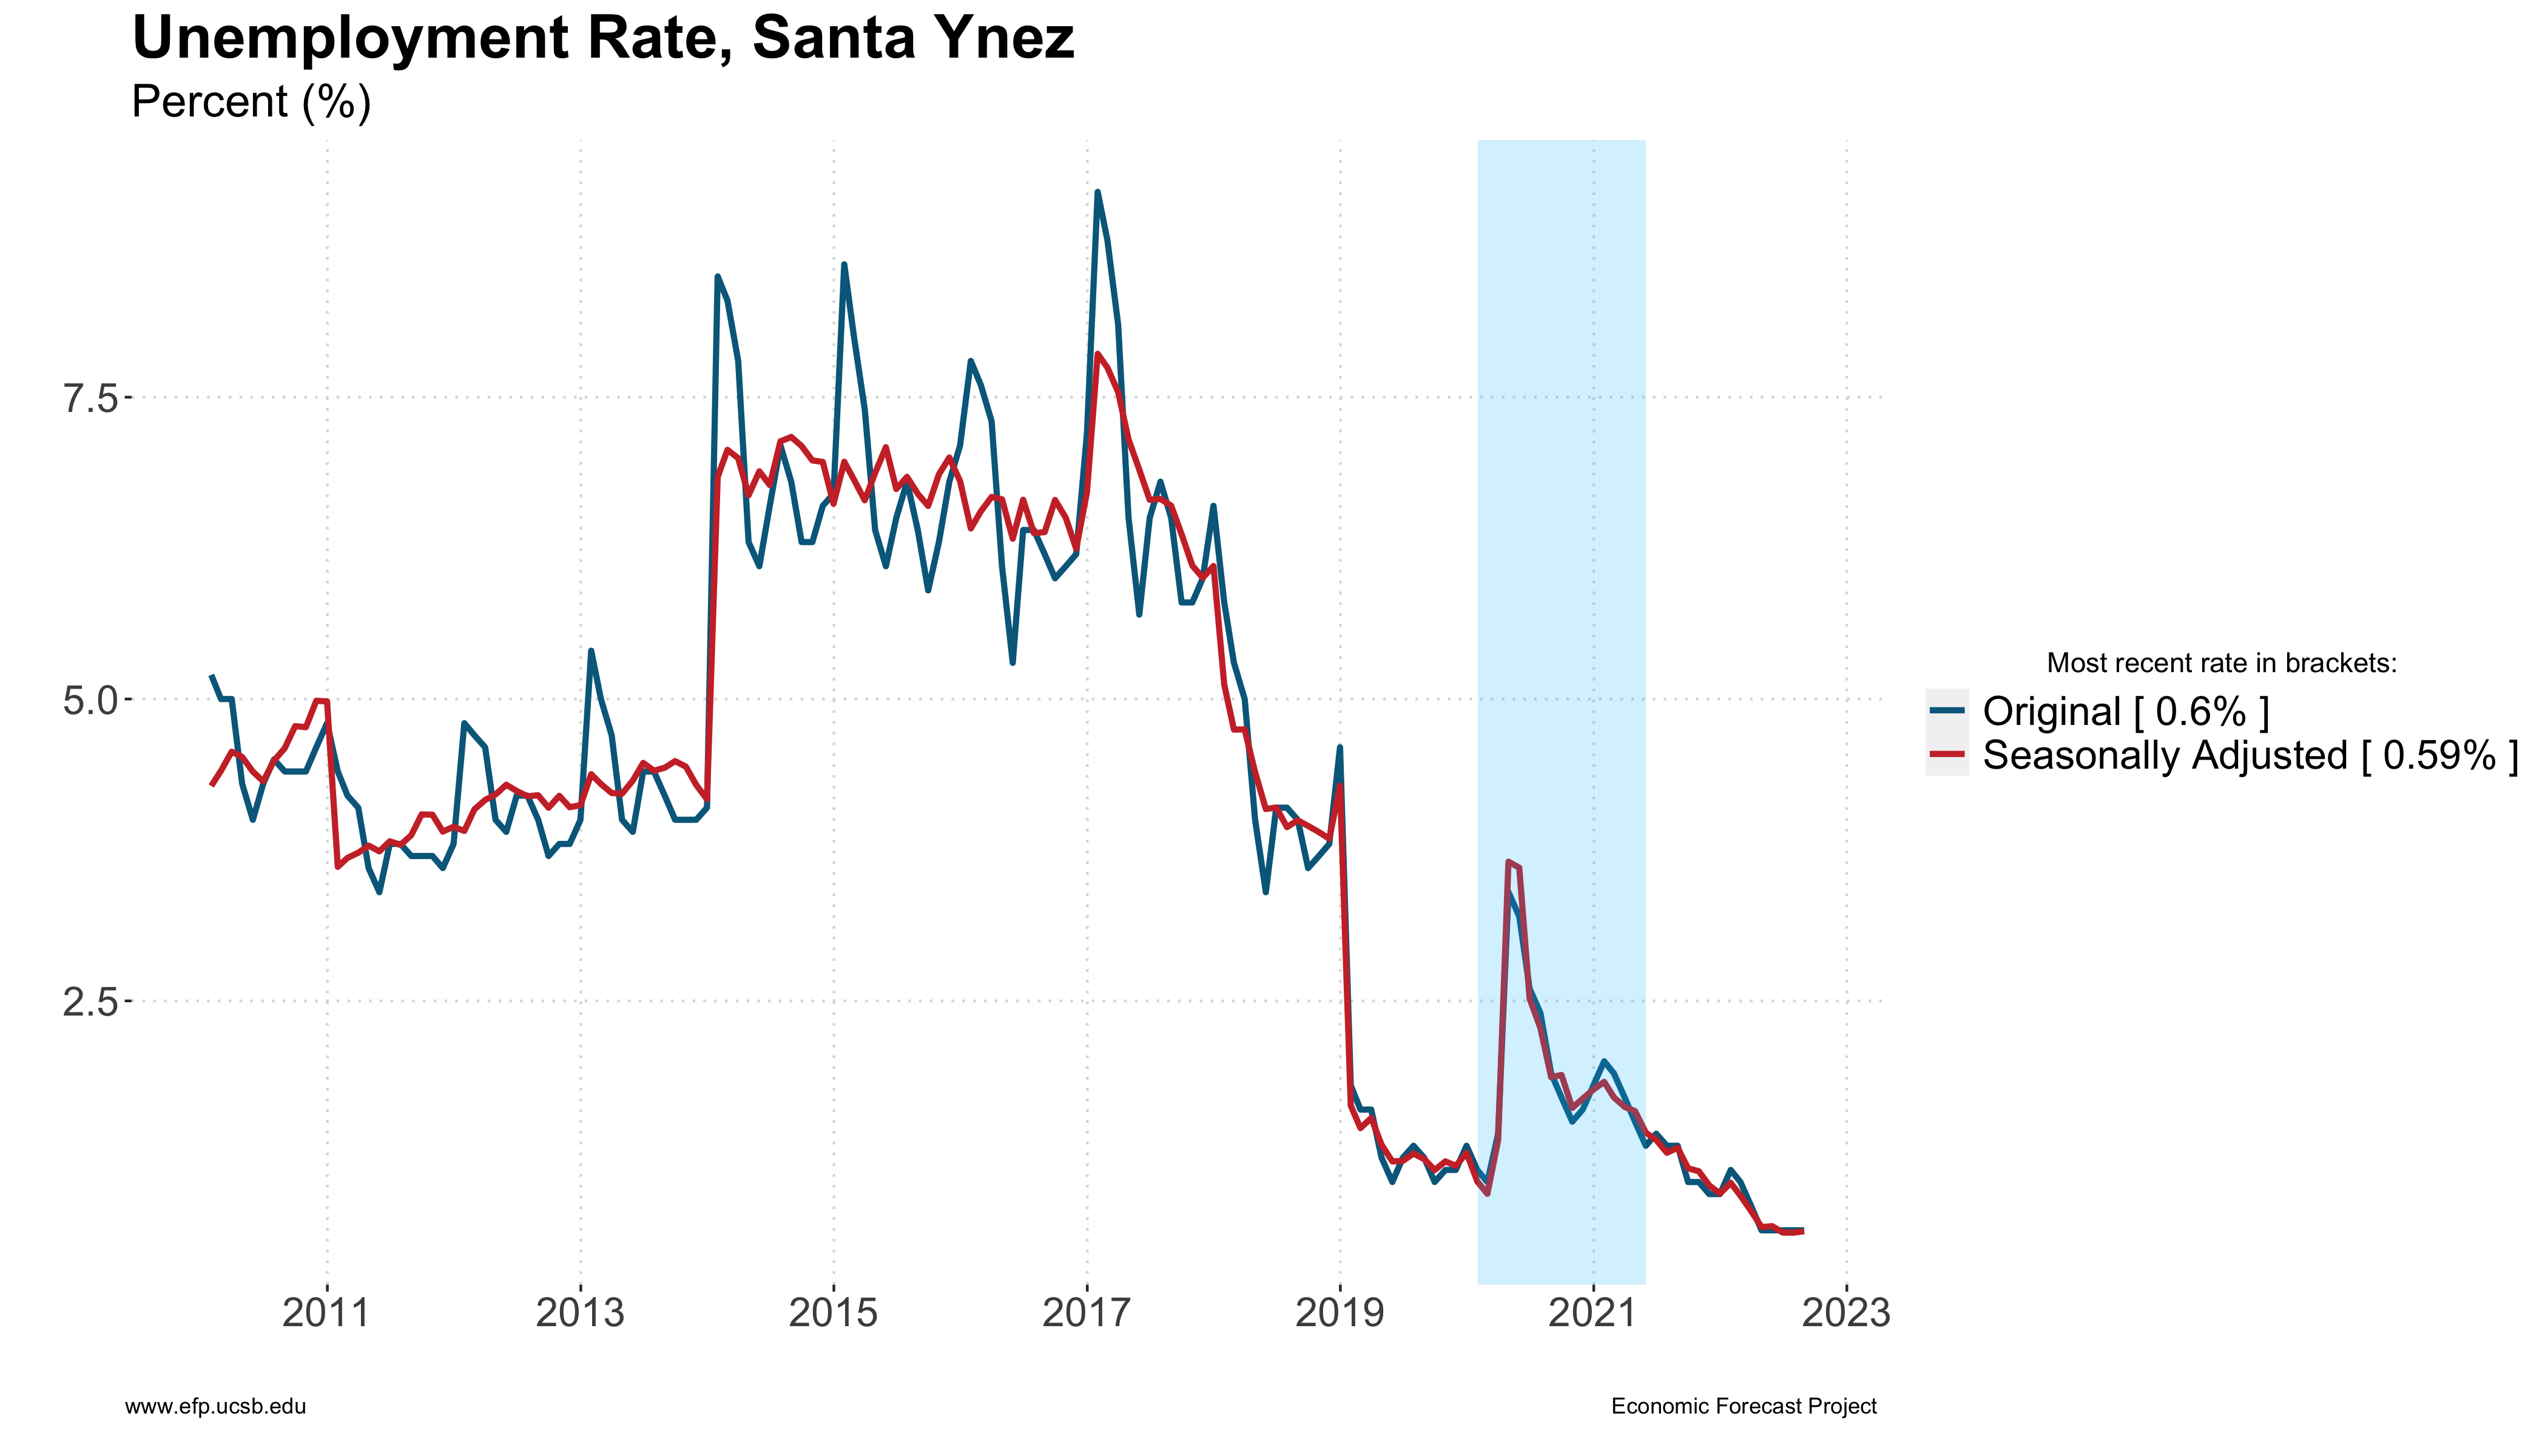 Unemployment Rate, Santa Ynez
Percent (%)
7.5
5.0
2.5
2011 2013 2015 2017 2019 2021 2023
Most recent rate in brackets:
Original [ 0.6% ]
Seasonally Adjusted [ 0.59% ]
www.efp.ucsb.edu
Economic Forecast Project